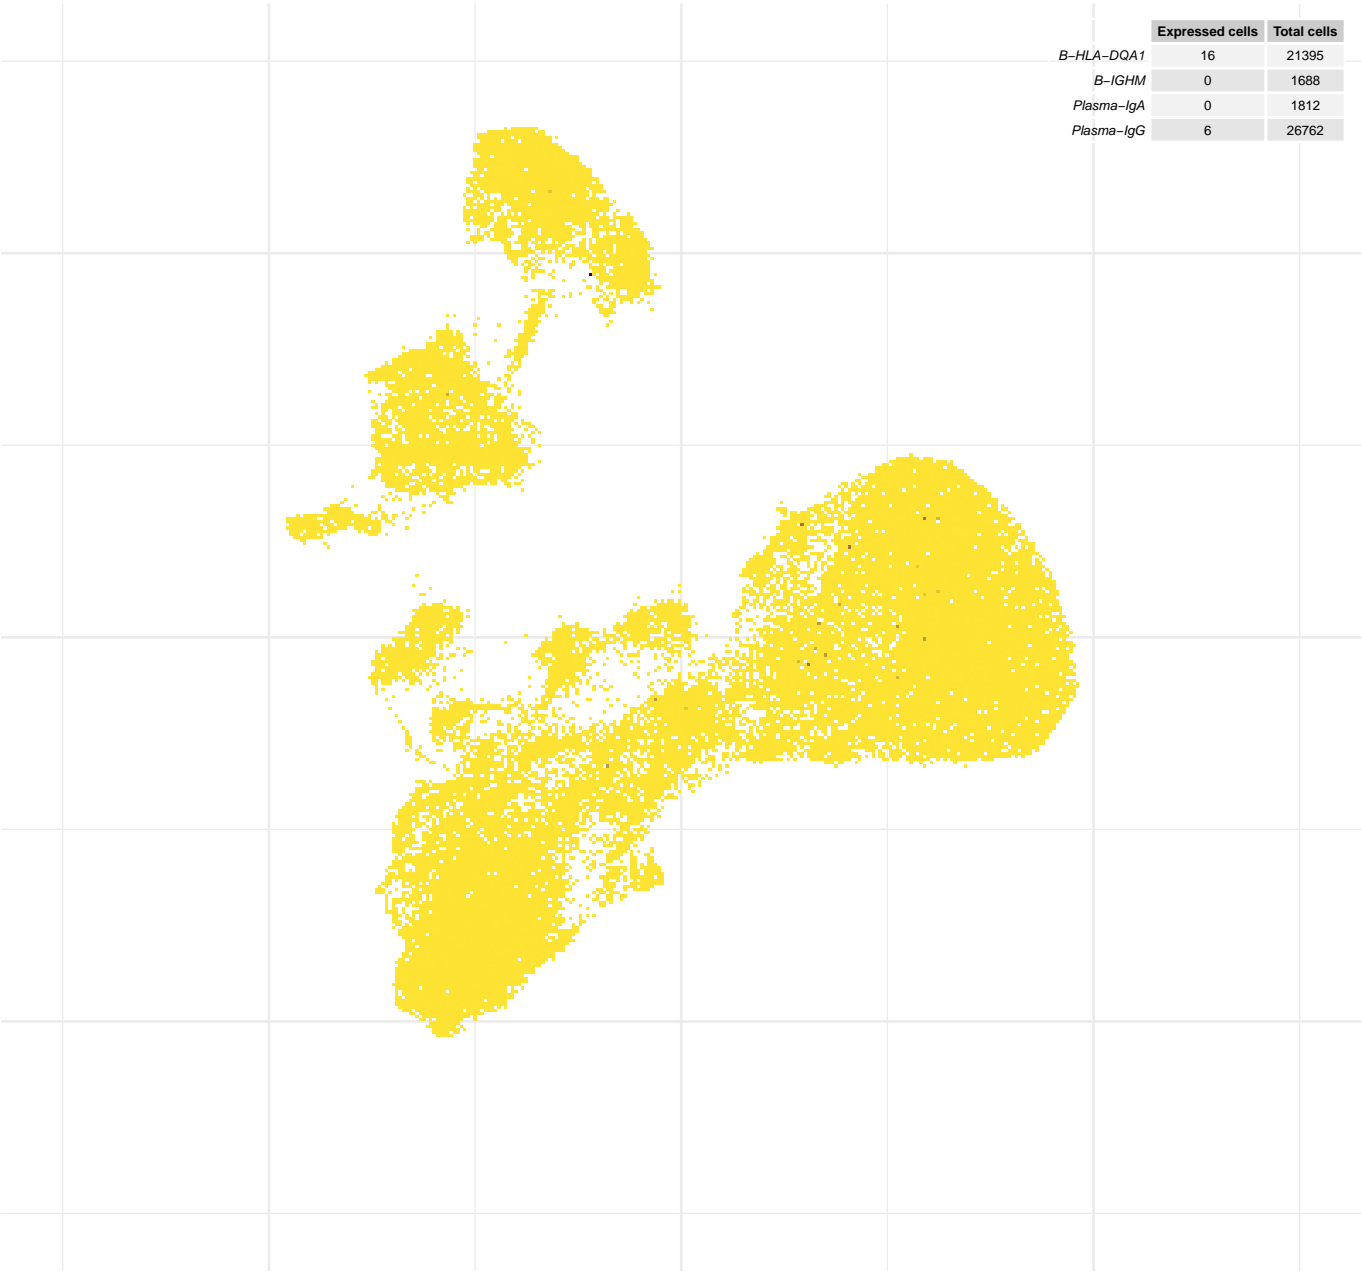 Expressed cells Total cells
B−HLA−DQA1 16 21395
B−IGHM 0 1688
Plasma−IgA 0 1812
Plasma−IgG 6 26762